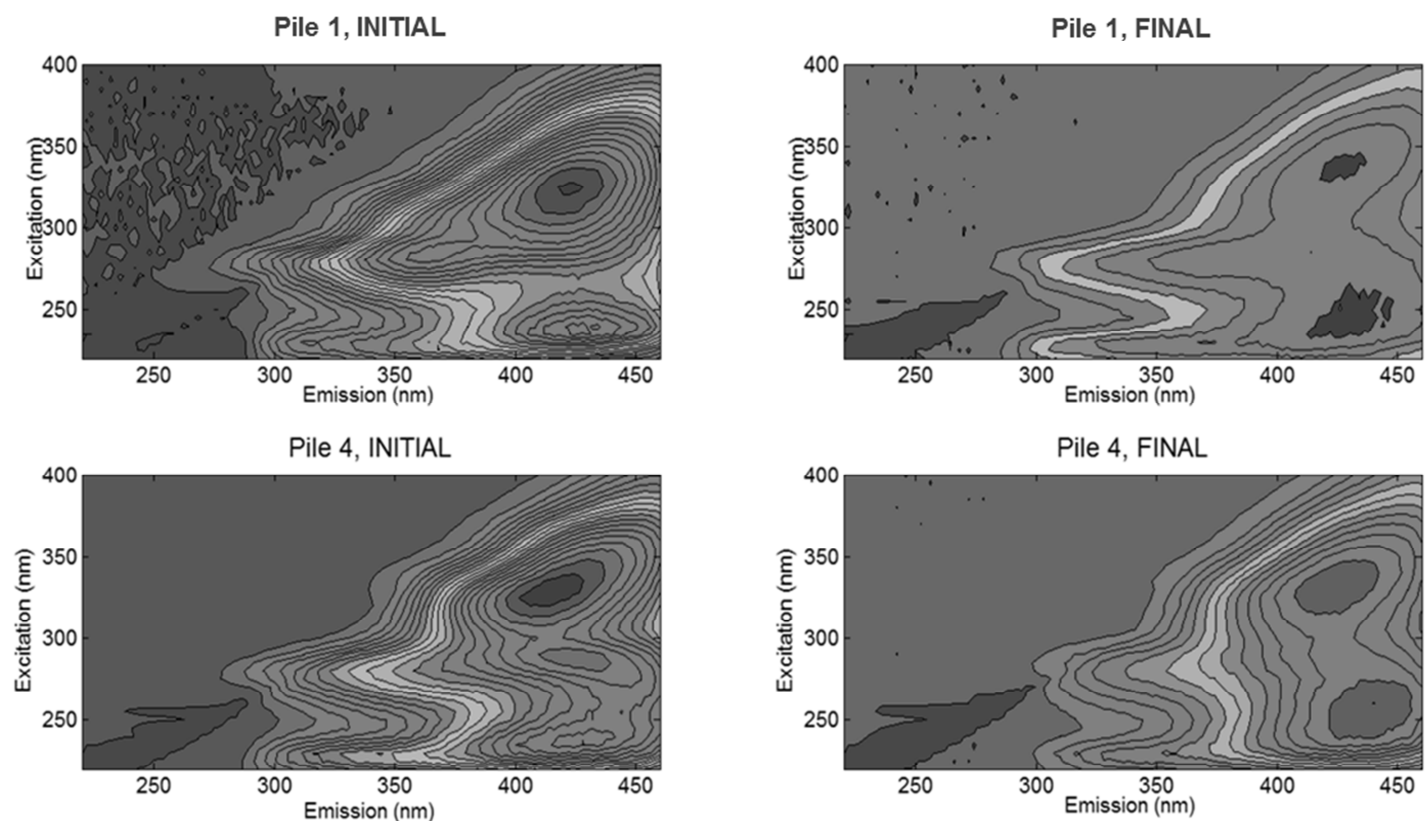 Pile 1, INITIAL
400
350
300
250
Excitation (nm)
250 300 350 400 450
Emission (nm)
Pile 1, FINAL
400
350
300
250
Excitation (nm)
250 300 350 400 450
Emission (nm)
Pile 4, INITIAL
400
350
300
250
Excitation (nm)
250 300 350 400 450
Emission (nm)
Pile 4, FINAL
400
350
300
250
Excitation (nm)
250 300 350 400 450
Emission (nm)